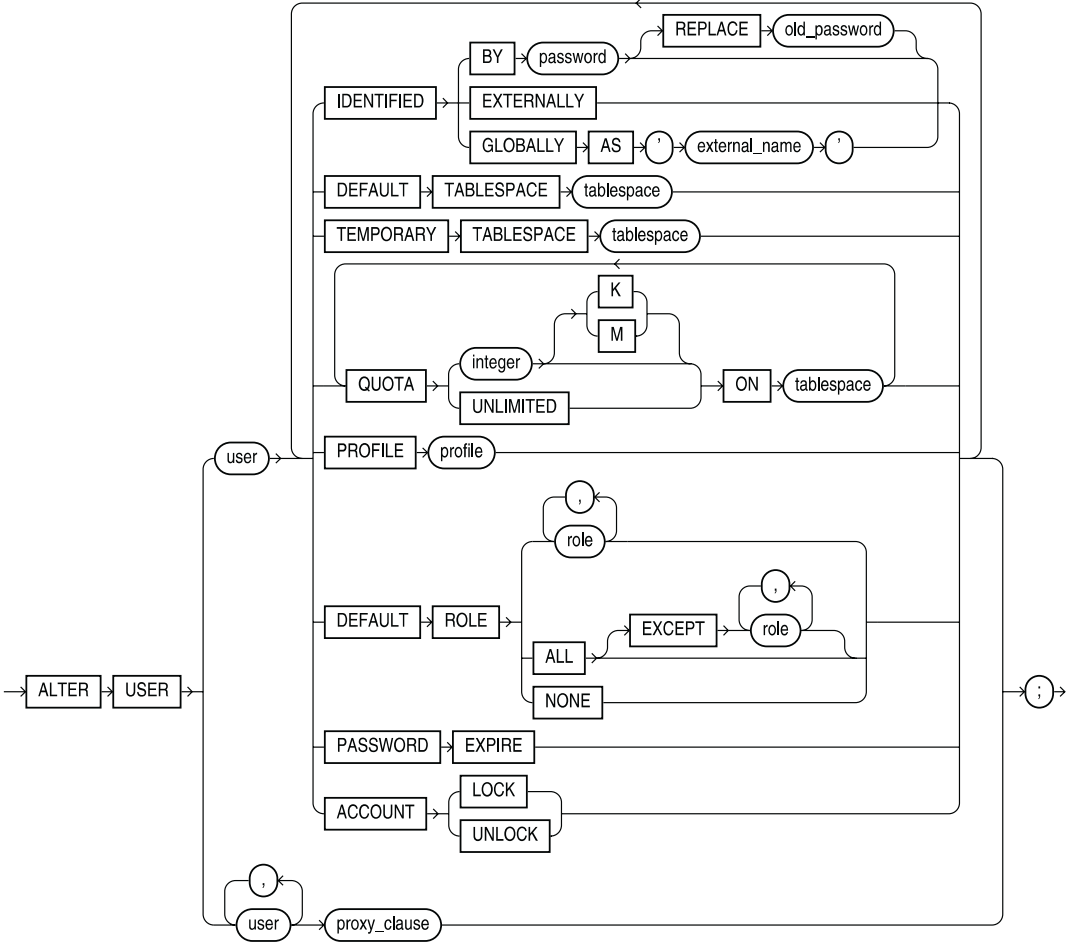 REPLACE old_password
BY password
IDENTIFIED EXTERNALLY
GLOBALLY AS ' external_name '
DEFAULT TABLESPACE tablespace
TEMPORARY TABLESPACE tablespace
K
M
integer
QUOTA ON tablespace
UNLIMITED
user PROFILE profile
,
role
,
DEFAULT ROLE EXCEPT role
ALL
ALTER USER NONE ;
PASSWORD EXPIRE
LOCK
ACCOUNT
UNLOCK
,
user proxy_clause